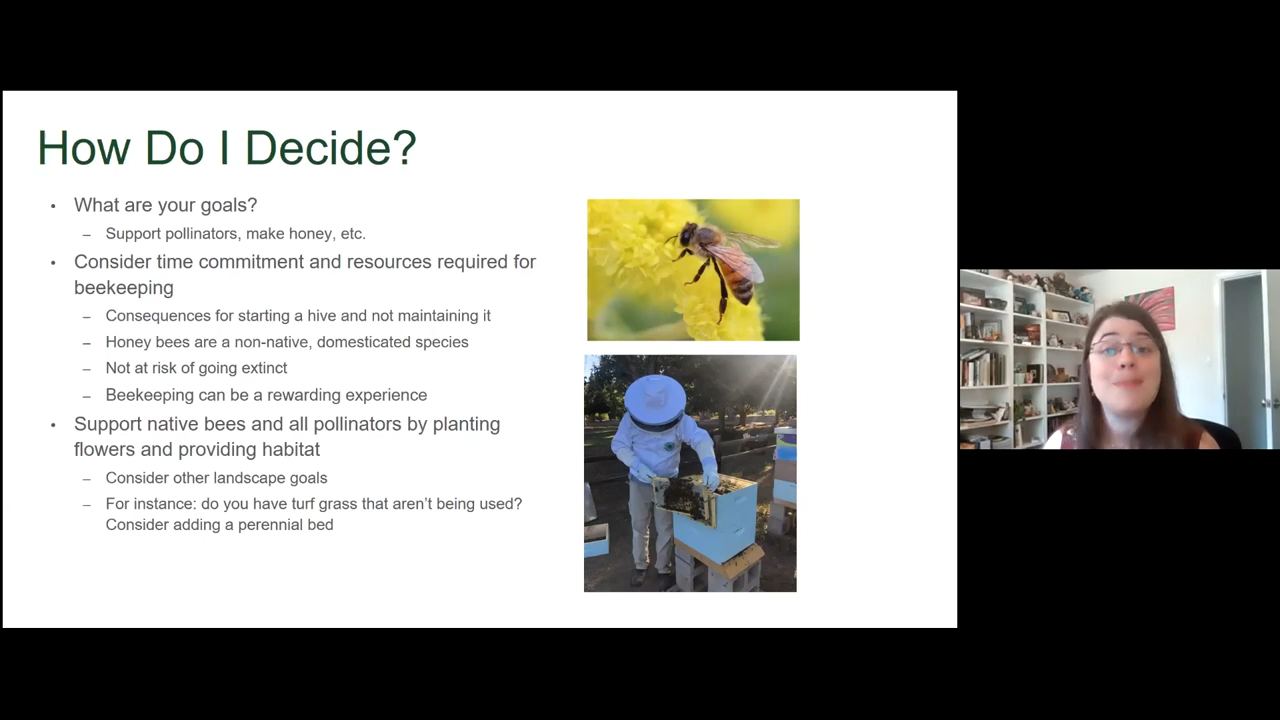 How Do I Decide?
• What are your goals?
– Support pollinators, make honey, etc.
• Consider time commitment and resources required for
beekeeping
– Consequences for starting a hive and not maintaining it
– Honey bees are a non-native, domesticated species
– Not at risk of going extinct
– Beekeeping can be a rewarding experience
• Support native bees and all pollinators by planting
flowers and providing habitat
– Consider other landscape goals
– For instance: do you have turf grass that aren’t being used?
Consider adding a perennial bed